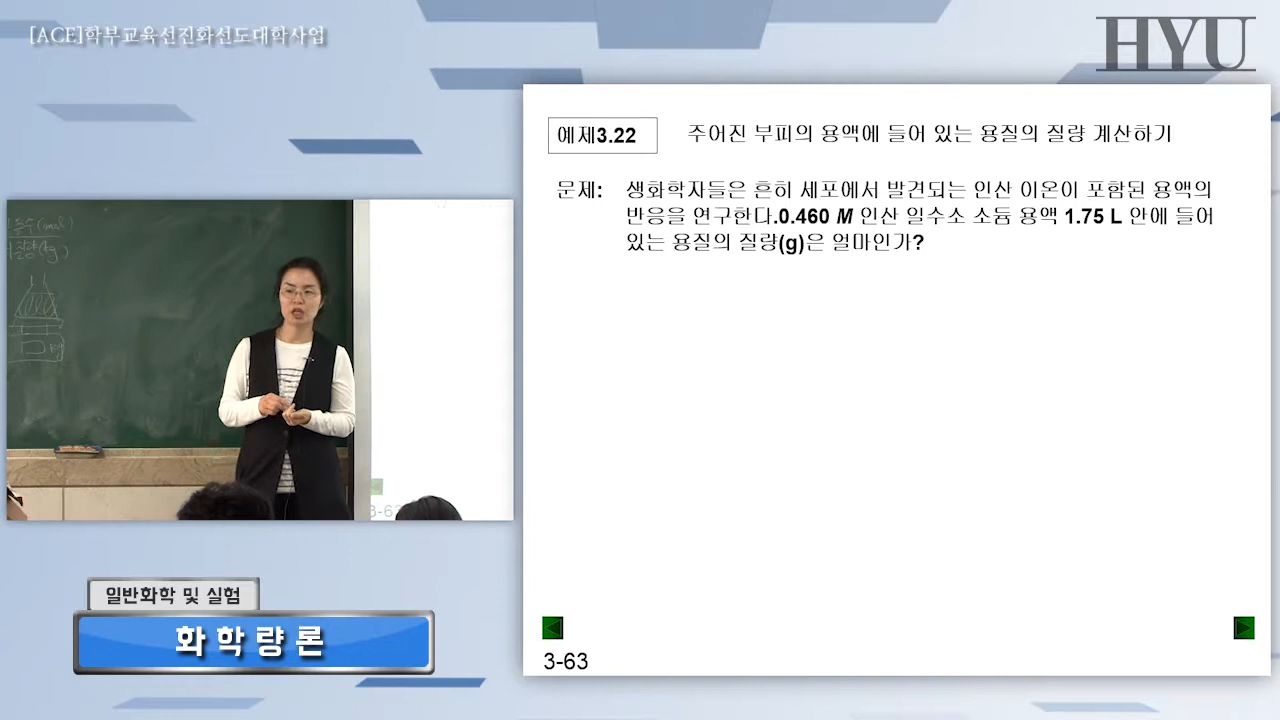 [ACE]학부교육선진화선도대학사업
HYU
예제3.22
주어진 부피의 용액에 들어 있는 용질의 질량 계산하기
문제: 생화학자들은 흔히 세포에서 발견되는 인산 이온이 포함된 용액의
반응을 연구한다.0.460 M 인산 일수소 소듐 용액 1.75 L 안에 들어
있는 용질의 질량(g)은 얼마인가?
질량(kg)
3-63
일반화학 및 실험
화학량론
3-63